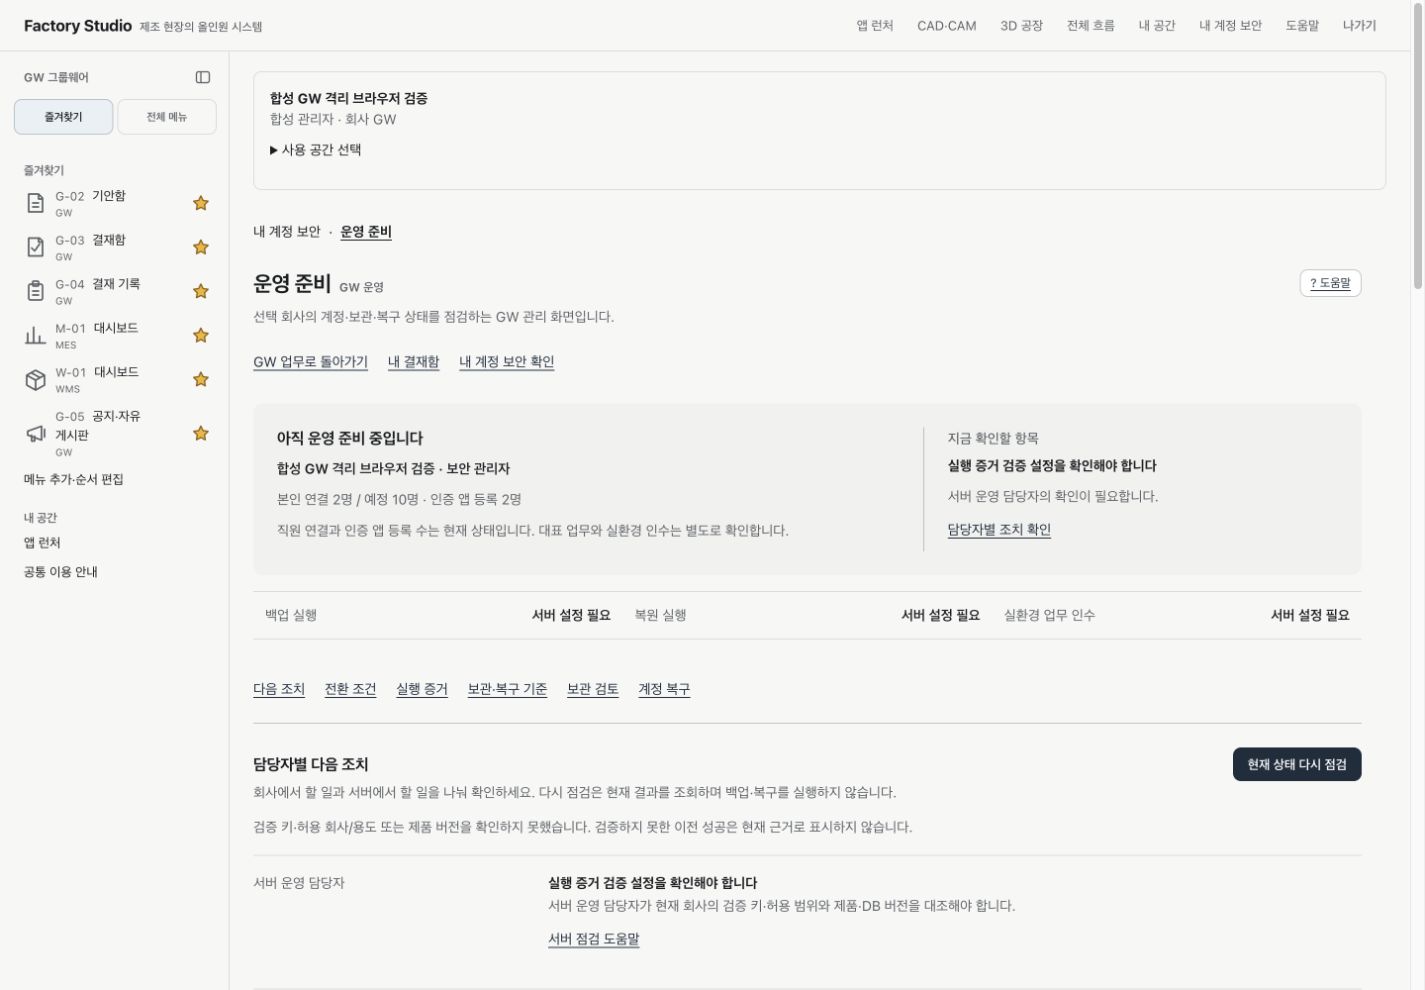 Factory Studio 제조 현장의 올인원 시스템
앱 런처 CAD·CAM 3D 공장 전체 흐름 내 공간 내 계정 보안 도움말 나가기
GW 그룹웨어
즐겨찾기 전체 메뉴
즐겨찾기
G-02 기안함
GW
G-03 결재함
GW
G-04 결재 기록
GW
M-01 대시보드
MES
W-01 대시보드
WMS
G-05 공지·자유
게시판
GW
메뉴 추가·순서 편집
내 공간
앱 런처
공통 이용 안내
합성 GW 격리 브라우저 검증
합성 관리자 · 회사 GW
▶ 사용 공간 선택
내 계정 보안 · 운영 준비
운영 준비 GW 운영
? 도움말
선택 회사의 계정·보관·복구 상태를 점검하는 GW 관리 화면입니다.
GW 업무로 돌아가기 내 결재함 내 계정 보안 확인
아직 운영 준비 중입니다
합성 GW 격리 브라우저 검증 · 보안 관리자
본인 연결 2명 / 예정 10명 · 인증 앱 등록 2명
직원 연결과 인증 앱 등록 수는 현재 상태입니다. 대표 업무와 실환경 인수는 별도로 확인합니다.
지금 확인할 항목
실행 증거 검증 설정을 확인해야 합니다
서버 운영 담당자의 확인이 필요합니다.
담당자별 조치 확인
백업 실행 서버 설정 필요 복원 실행 서버 설정 필요 실환경 업무 인수 서버 설정 필요
다음 조치 전환 조건 실행 증거 보관·복구 기준 보관 검토 계정 복구
담당자별 다음 조치
현재 상태 다시 점검
회사에서 할 일과 서버에서 할 일을 나눠 확인하세요. 다시 점검은 현재 결과를 조회하며 백업·복구를 실행하지 않습니다.
검증 키·허용 회사/용도 또는 제품 버전을 확인하지 못했습니다. 검증하지 못한 이전 성공은 현재 근거로 표시하지 않습니다.
서버 운영 담당자
실행 증거 검증 설정을 확인해야 합니다
서버 운영 담당자가 현재 회사의 검증 키·허용 범위와 제품·DB 버전을 대조해야 합니다.
서버 점검 도움말